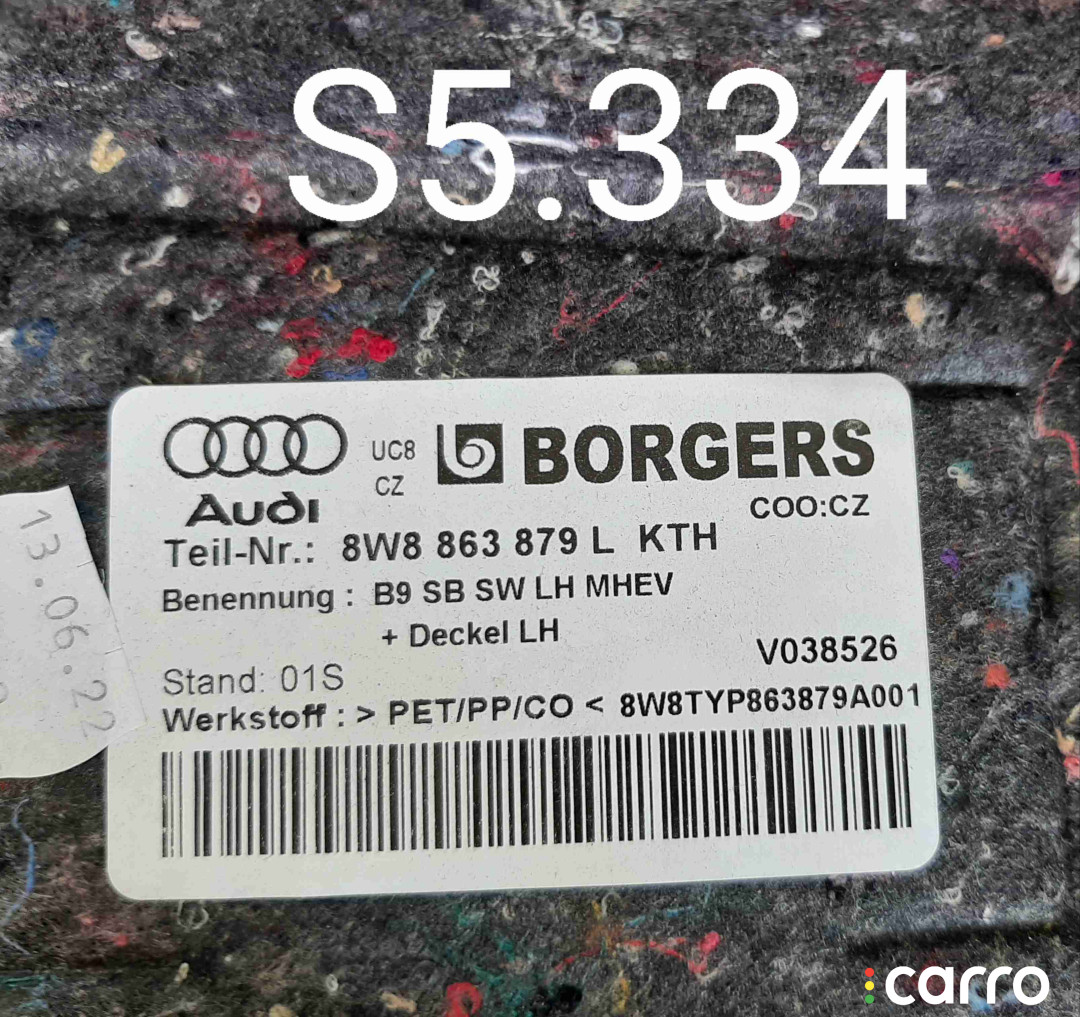 S5.334
UC8
CZ
BORGERS
Audi
COO:CZ
Teil-Nr.: 8W8 863 879 L KTH
Benennung : B9 SB SW LH MHEV
+ Deckel LH
V038526
Stand: 01S
Werkstoff : > PET/PP/CO < 8W8TYP863879A001
13.06.22
carro